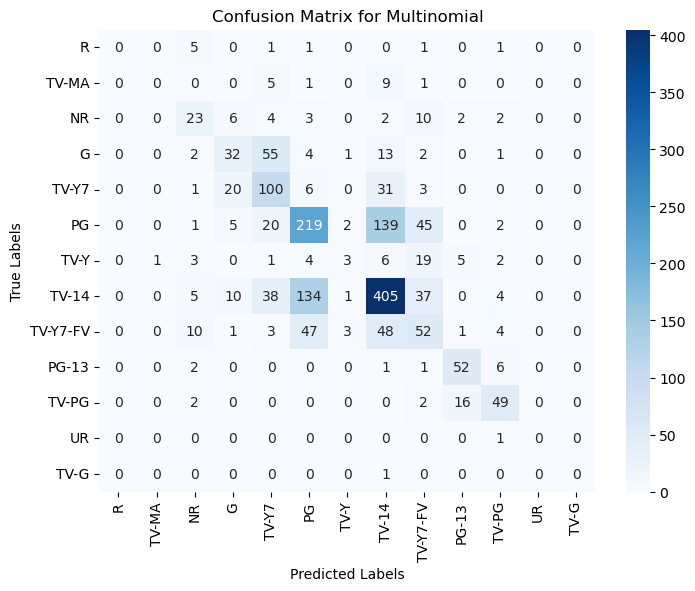 Confusion Matrix for Multinomial
R 0 0 5 0 1 1 0 0 1 0 1 0 0
TV-MA 0 0 0 0 5 1 0 9 1 0 0 0 0
NR 0 0 23 6 4 3 0 2 10 2 2 0 0
G 0 0 2 32 55 4 1 13 2 0 1 0 0
TV-Y7 0 0 1 20 100 6 0 31 3 0 0 0 0
PG 0 0 1 5 20 219 2 139 45 0 2 0 0
TV-Y 0 1 3 0 1 4 3 6 19 5 2 0 0
TV-14 0 0 5 10 38 134 1 405 37 0 4 0 0
TV-Y7-FV 0 0 10 1 3 47 3 48 52 1 4 0 0
PG-13 0 0 2 0 0 0 0 1 1 52 6 0 0
TV-PG 0 0 2 0 0 0 0 0 2 16 49 0 0
UR 0 0 0 0 0 0 0 0 0 0 1 0 0
TV-G 0 0 0 0 0 0 0 1 0 0 0 0 0
R TV-MA NR G TV-Y7 PG TV-Y TV-14 TV-Y7-FV PG-13 TV-PG UR TV-G
Predicted Labels
True Labels
400
350
300
250
200
150
100
50
0